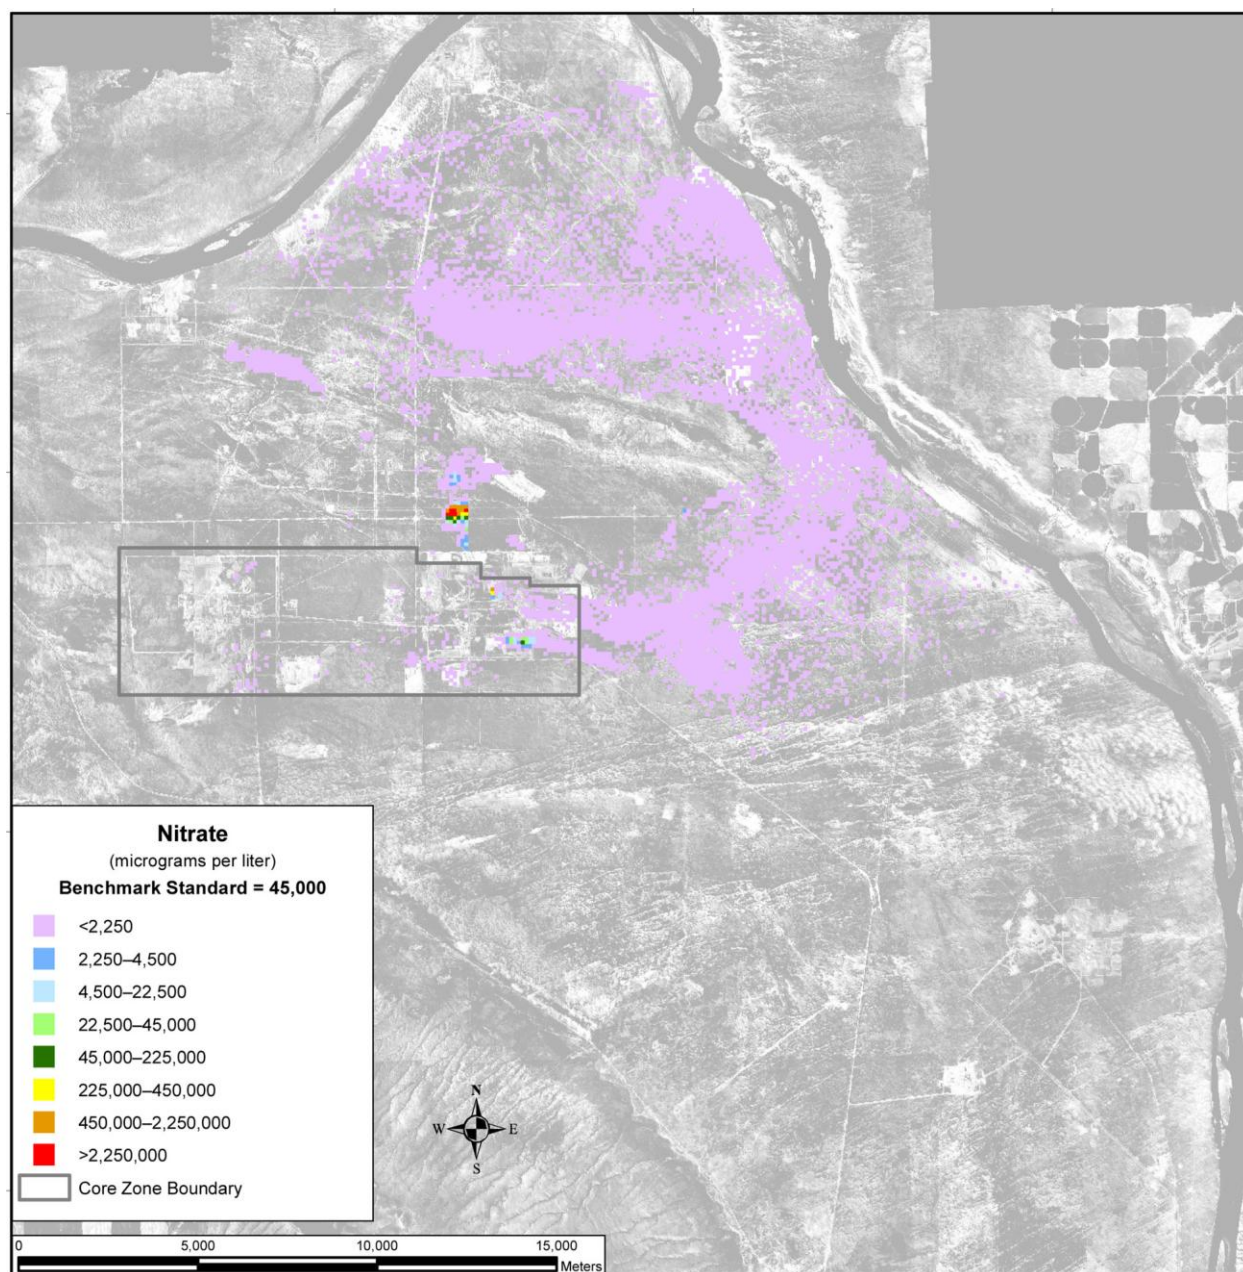 Nitrate
(micrograms per liter)
Benchmark Standard = 45,000
<2,250
2,250–4,500
4,500–22,500
22,500–45,000
45,000–225,000
225,000–450,000
450,000–2,250,000
>2,250,000
Core Zone Boundary
N
W E
S
0 5,000 10,000 15,000
Meters